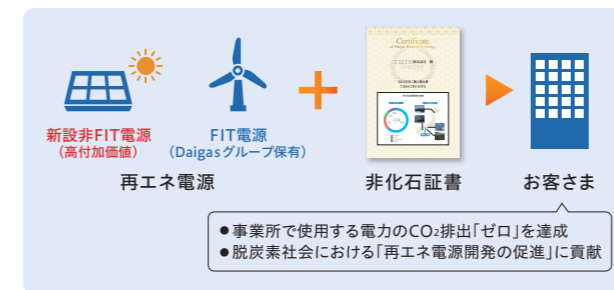 Certificate
新設非FIT電源
(高付加価値)
FIT電源
(Daigasグループ保有)
再エネ電源
非化石証書
お客さま
●事業所で使用する電力のCO₂排出「ゼロ」を達成
●脱炭素社会における「再エネ電源開発の促進」に貢献